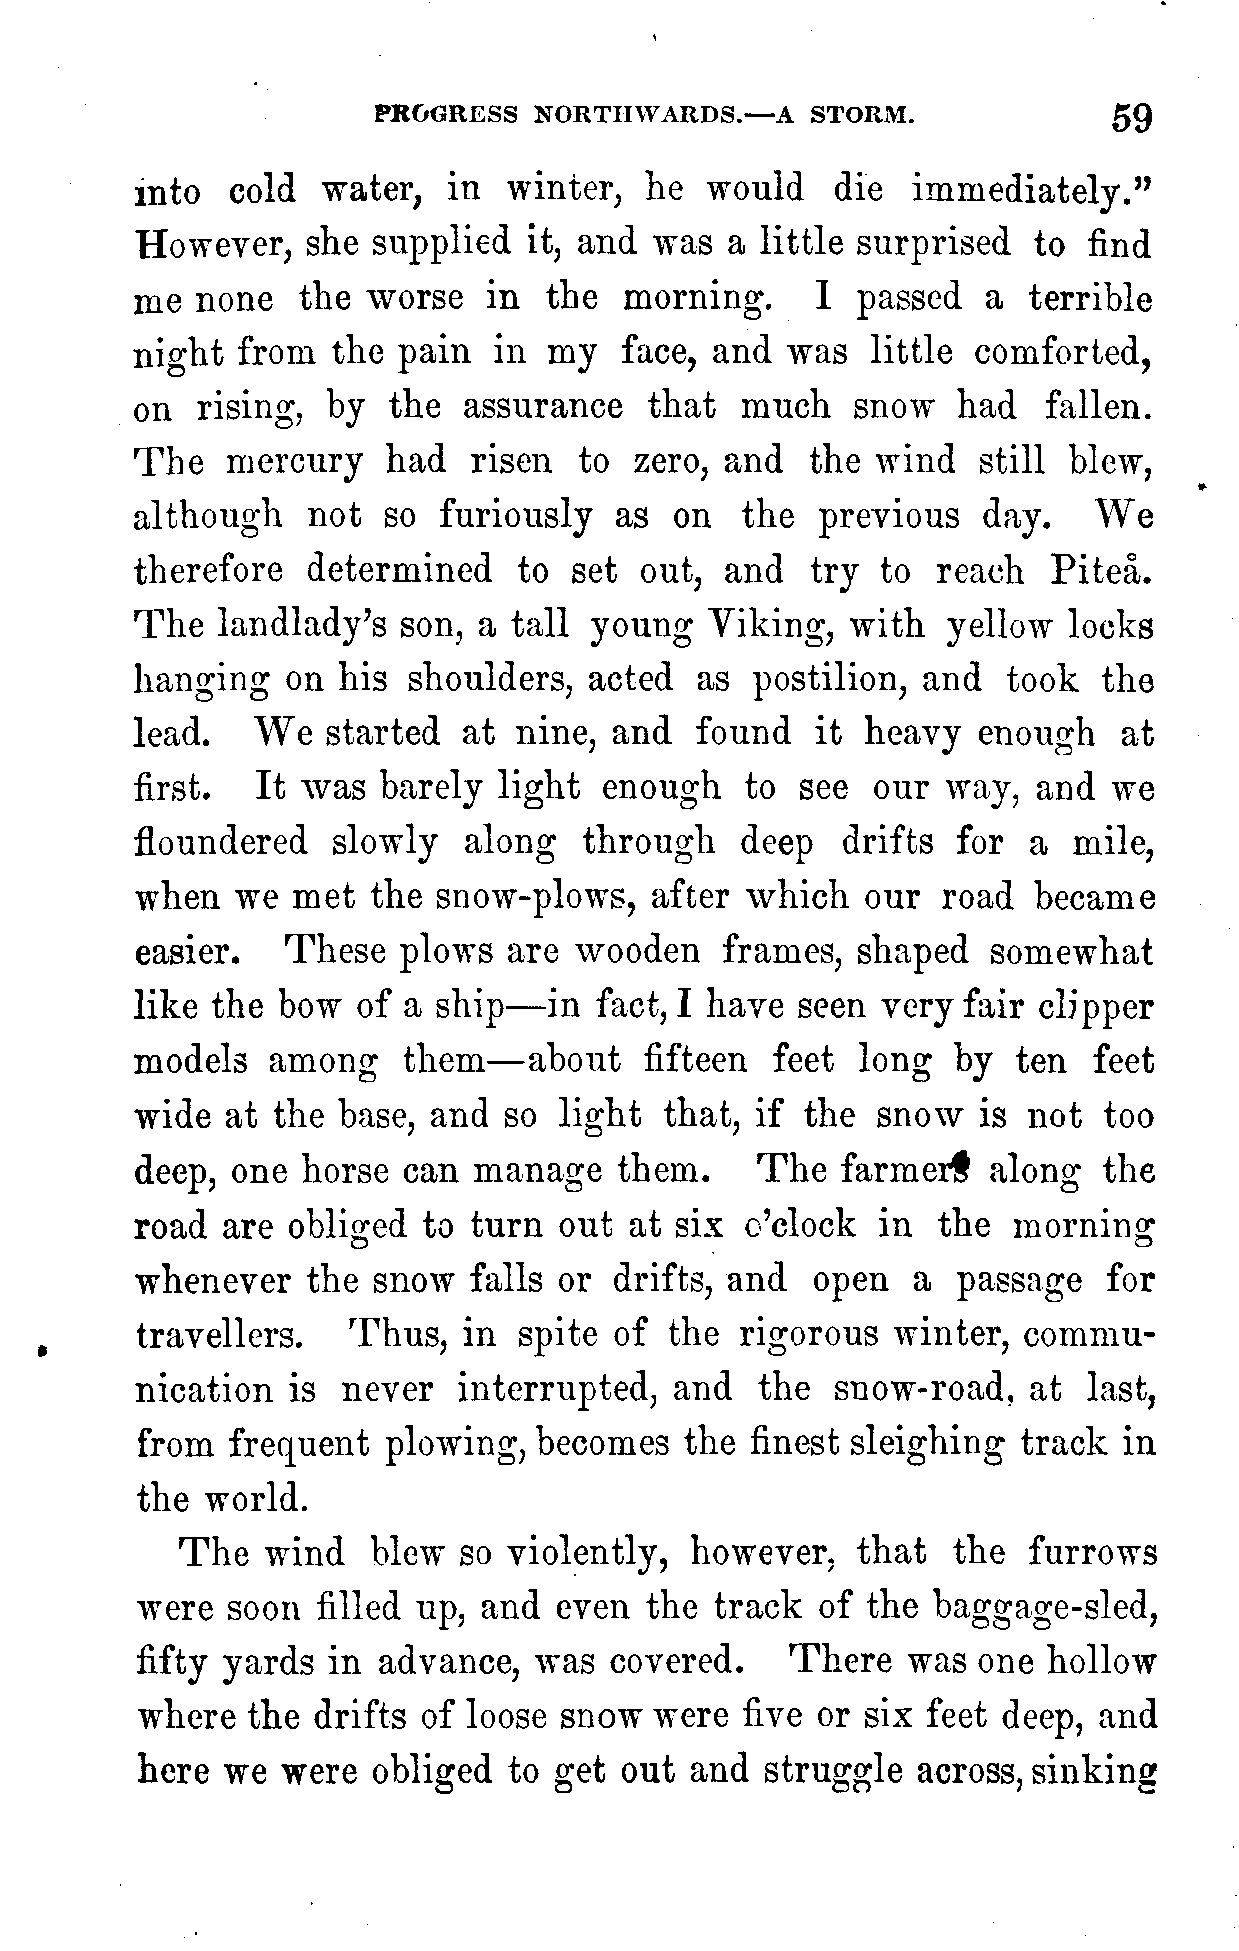 PROGRESS NORTHWARDS.—A STORM. 59
into cold water, in winter, he would die immediately."
However, she supplied it, and was a little surprised to find
me none the worse in the morning. I passed a terrible
night from the pain in my face, and was little comforted,
on rising, by the assurance that much snow had fallen.
The mercury had risen to zero, and the wind still blew,
although not so furiously as on the previous day. We
therefore determined to set out, and try to reach Piteå.
The landlady's son, a tall young Viking, with yellow locks
hanging on his shoulders, acted as postilion, and took the
lead. We started at nine, and found it heavy enough at
first. It was barely light enough to see our way, and we
floundered slowly along through deep drifts for a mile,
when we met the snow-plows, after which our road became
easier. These plows are wooden frames, shaped somewhat
like the bow of a ship—in fact, I have seen very fair clipper
models among them—about fifteen feet long by ten feet
wide at the base, and so light that, if the snow is not too
deep, one horse can manage them. The farmers along the
road are obliged to turn out at six o'clock in the morning
whenever the snow falls or drifts, and open a passage for
travellers. Thus, in spite of the rigorous winter, commu-
nication is never interrupted, and the snow-road, at last,
from frequent plowing, becomes the finest sleighing track in
the world.
The wind blew so violently, however, that the furrows
were soon filled up, and even the track of the baggage-sled,
fifty yards in advance, was covered. There was one hollow
where the drifts of loose snow were five or six feet deep, and
here we were obliged to get out and struggle across, sinking